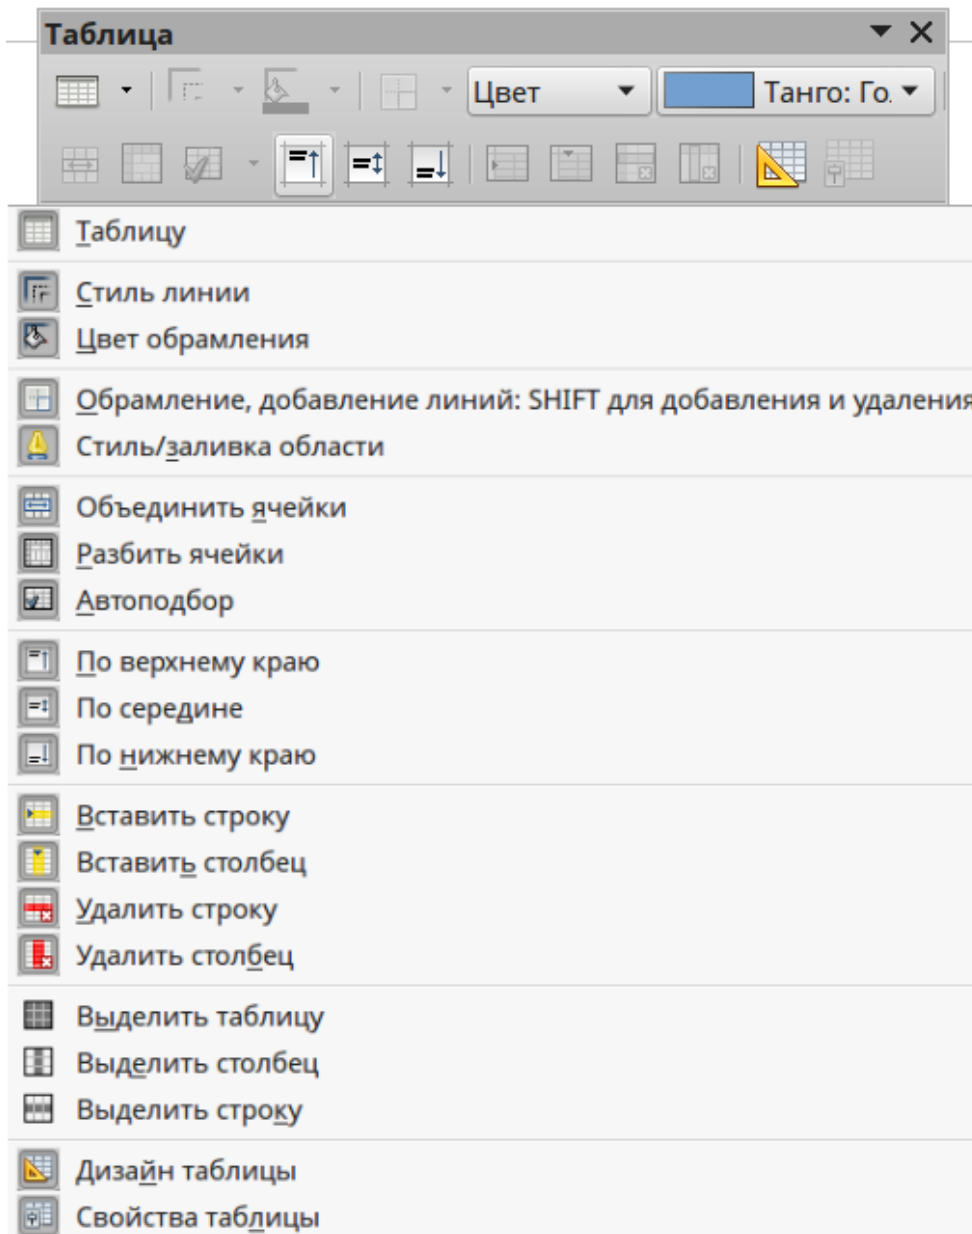 Таблица
Цвет
Танго: Го.
Таблицу
Стиль линии
Цвет обрамления
Обрамление, добавление линий: SHIFT для добавления и удаления
Стиль/заливка области
Объединить ячейки
Разбить ячейки
Автоподбор
По верхнему краю
По середине
По нижнему краю
Вставить строку
Вставить столбец
Удалить строку
Удалить столбец
Выделить таблицу
Выделить столбец
Выделить строку
Дизайн таблицы
Свойства таблицы